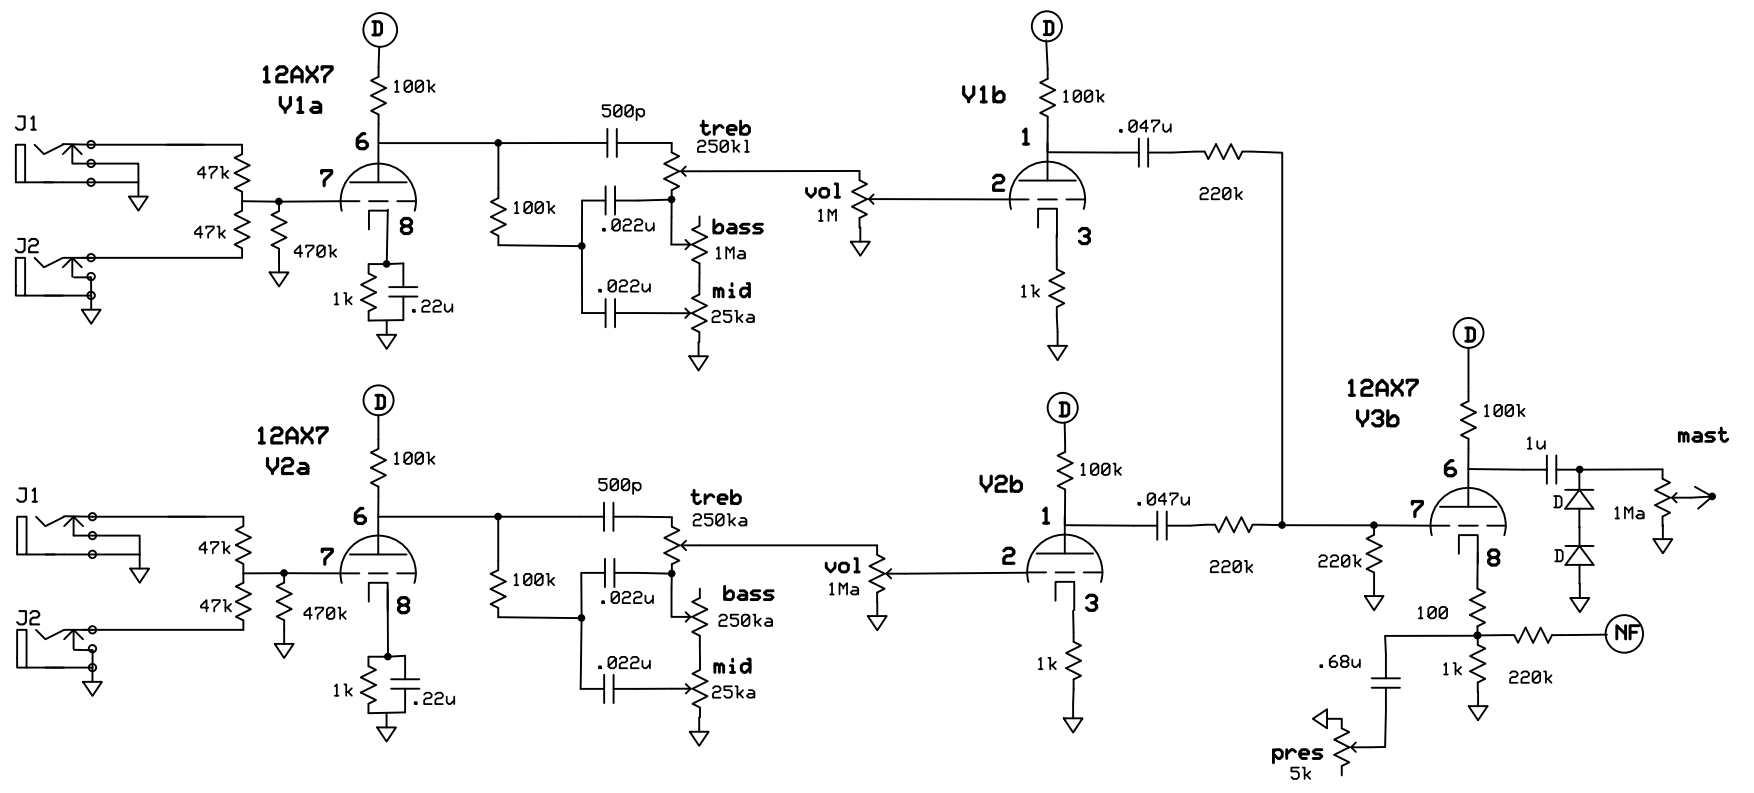 D
12AX7
V1a
100k
6
7
8
J1
47k
47k
J2
470k
1k
.22u
500p
treb
250kl
100k
.022u
bass
1Ma
.022u
mid
25ka
vol
1M
D
V1b
100k
1
2
3
1k
.047u
220k
D
12AX7
V2a
100k
6
7
8
J1
47k
47k
J2
470k
1k
.22u
500p
treb
250ka
100k
.022u
bass
250ka
.022u
mid
25ka
vol
1Ma
D
V2b
100k
1
2
3
1k
.047u
220k
220k
D
12AX7
V3b
100k
6
7
8
1u
mast
D
D
1Ma
100
NF
220k
1k
.68u
pres
5k